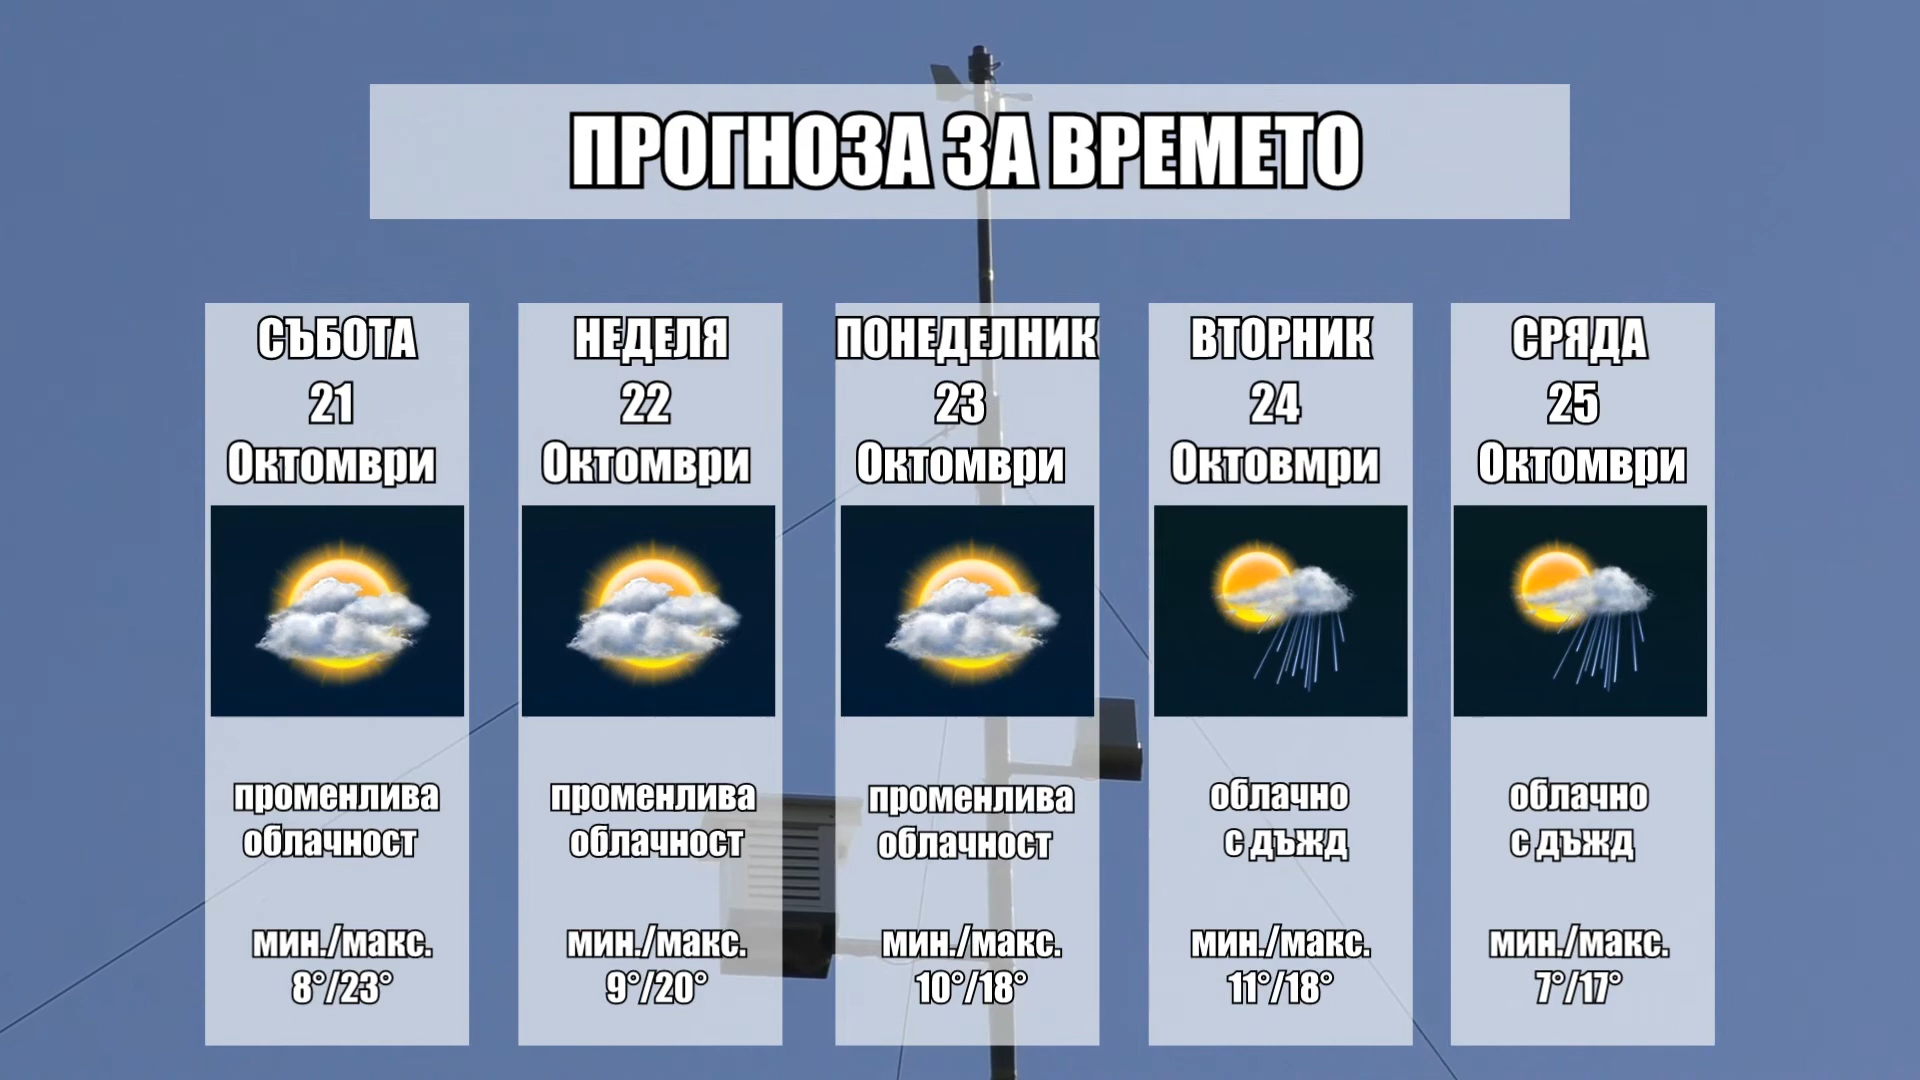 ПРОГНОЗА ЗА ВРЕМЕТО
СЪБОТА
21
Октомври
променлива
облачност
мин./макс.
8°/23°
НЕДЕЛЯ
22
Октомври
променлива
облачност
мин./макс.
9°/20°
ПОНЕДЕЛНИК
23
Октомври
променлива
облачност
мин./макс.
10°/18°
ВТОРНИК
24
Октовмри
облачно
с дъжд
мин./макс.
11°/18°
СРЯДА
25
Октомври
облачно
с дъжд
мин./макс.
7°/17°